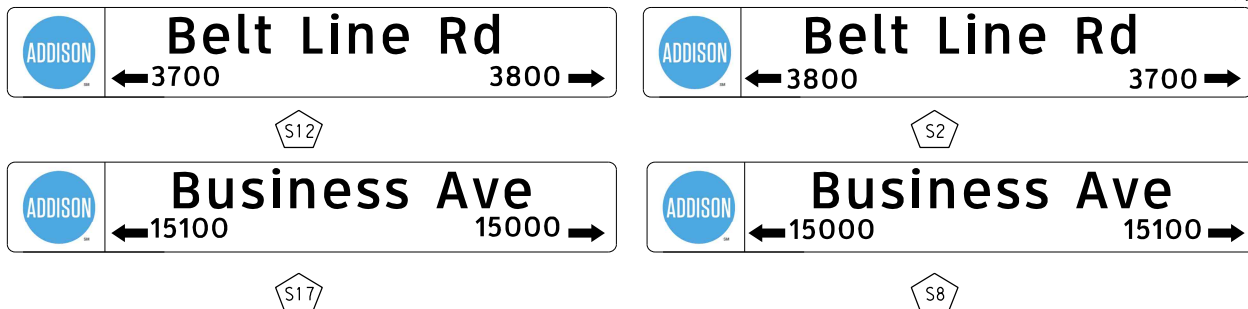 ADDISON Belt Line Rd
3700 3800
S12
ADDISON Belt Line Rd
3800 3700
S2
ADDISON Business Ave
15100 15000
S17
ADDISON Business Ave
15000 15100
S8